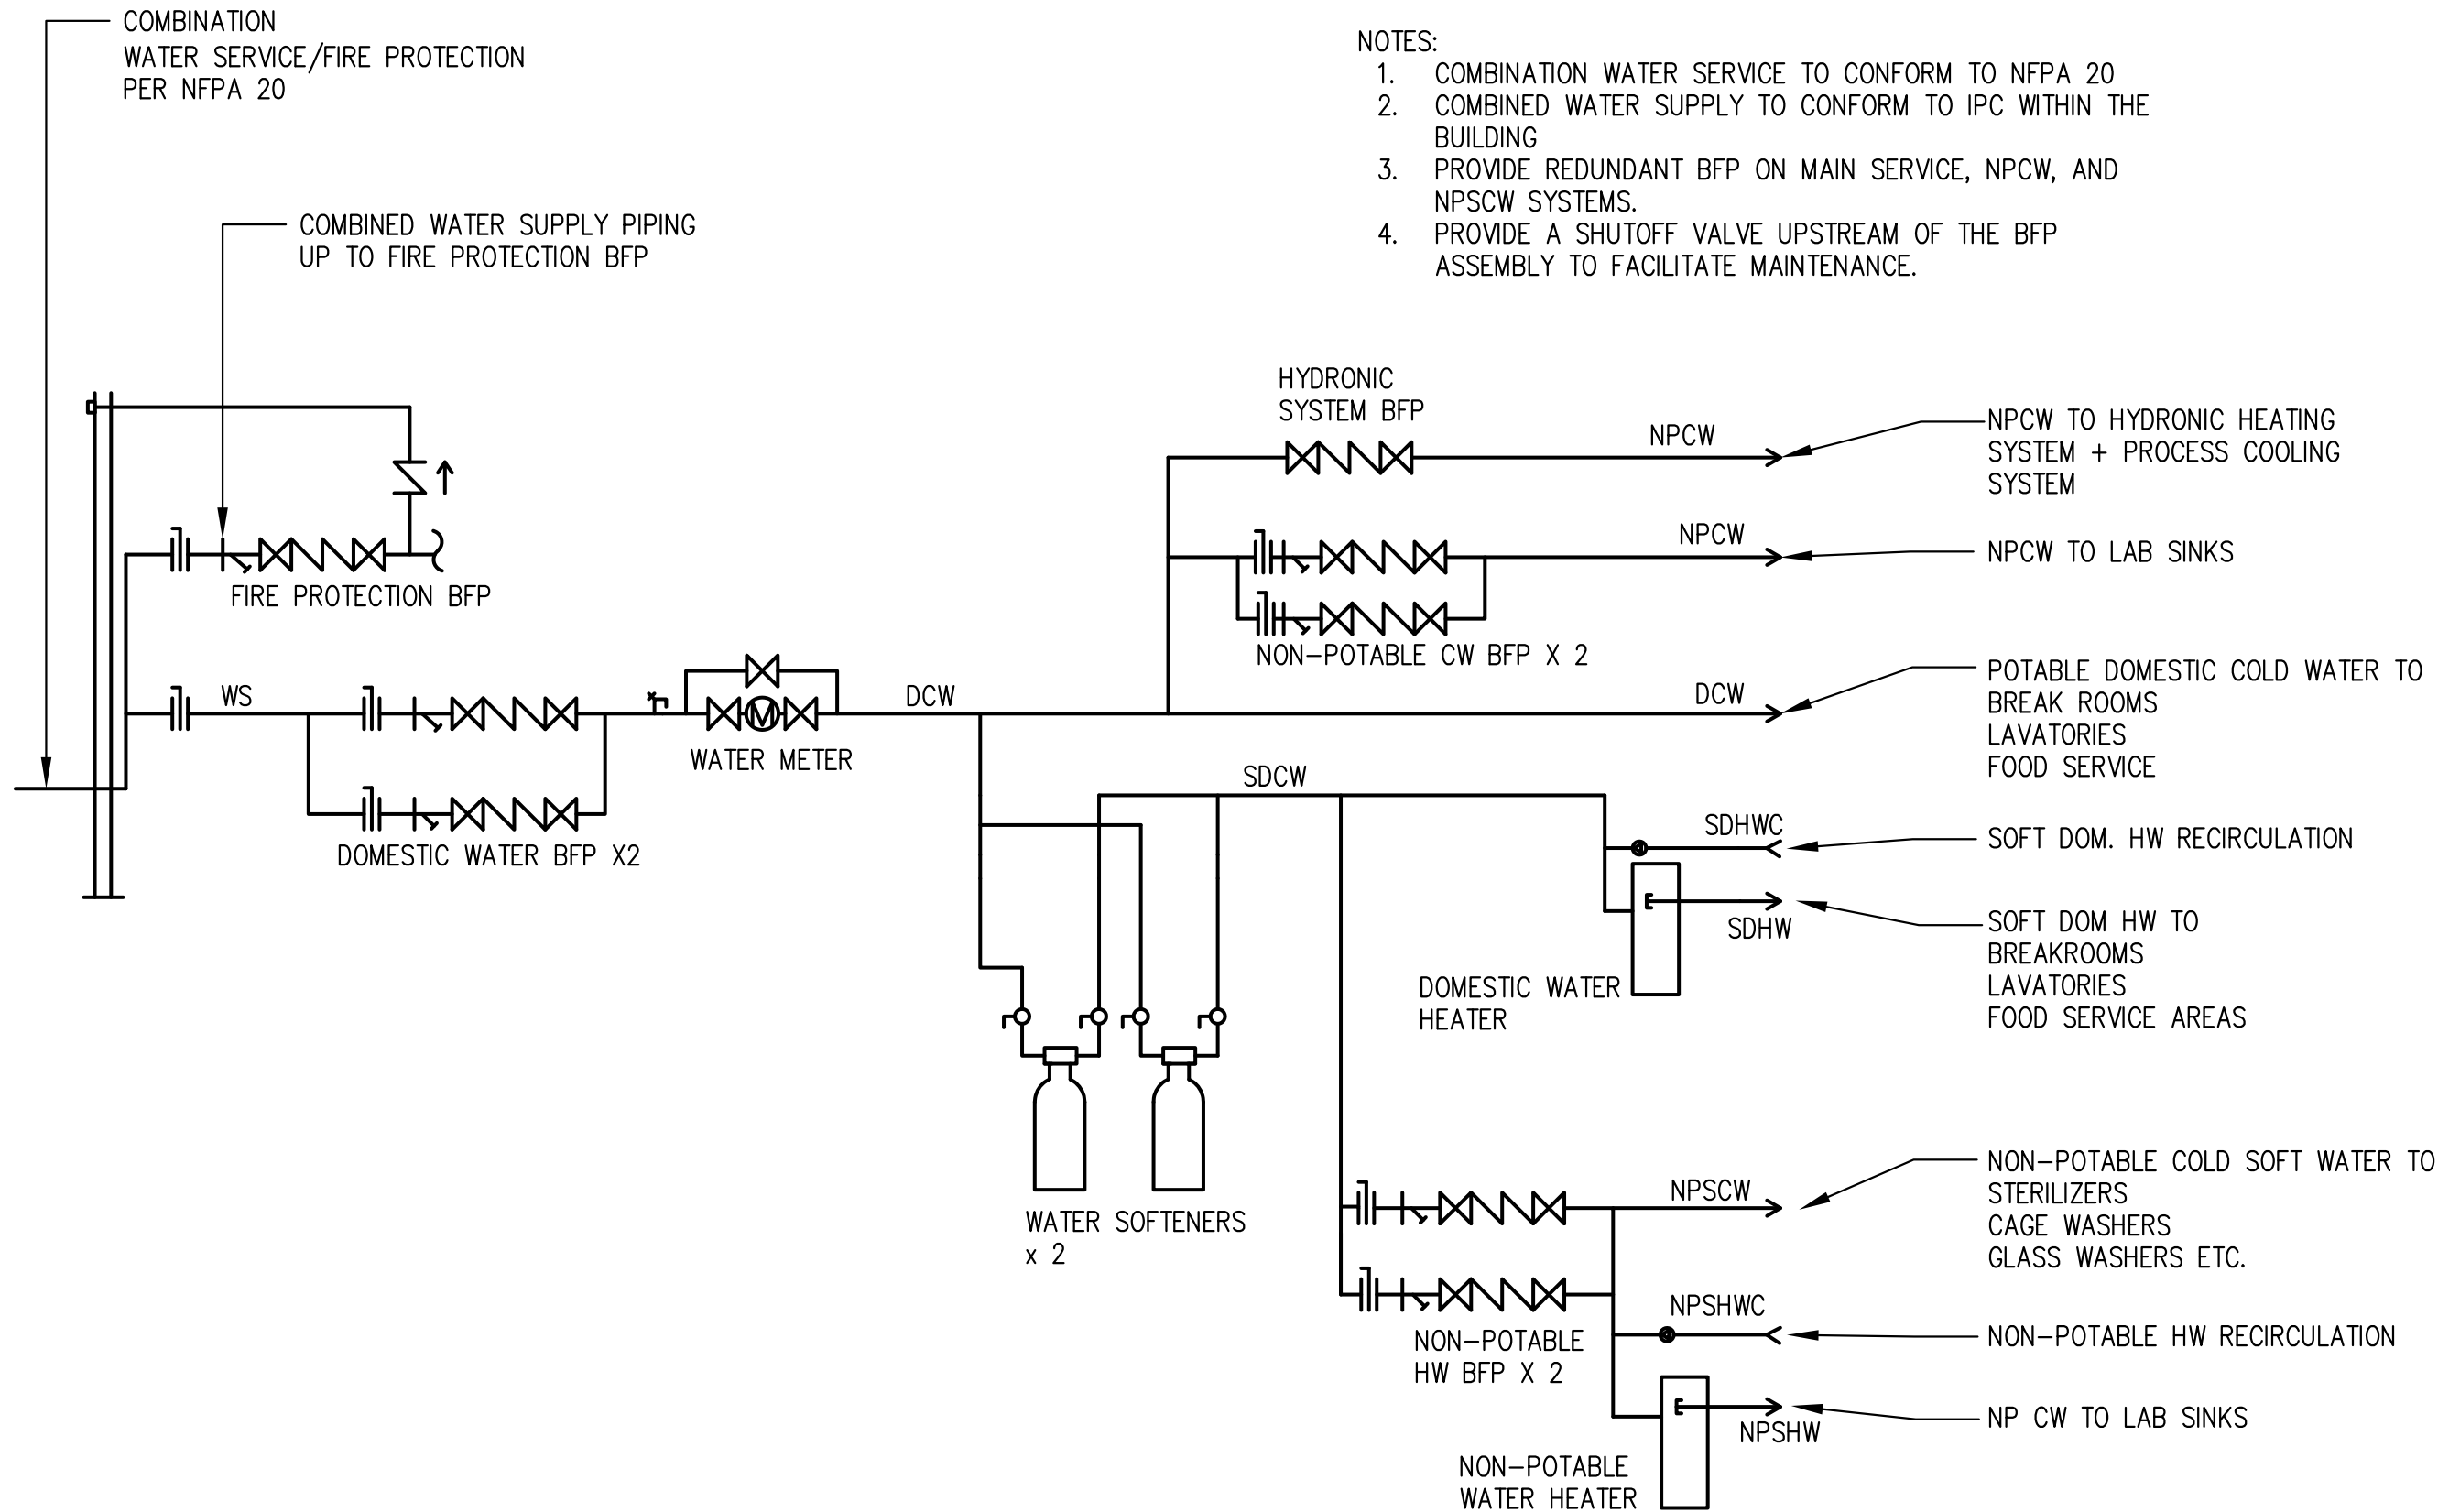 COMBINATION
WATER SERVICE/FIRE PROTECTION
PER NFPA 20
NOTES:
1. COMBINATION WATER SERVICE TO CONFORM TO NFPA 20
2. COMBINED WATER SUPPLY TO CONFORM TO IPC WITHIN THE
BUILDING
3. PROVIDE REDUNDANT BFP ON MAIN SERVICE, NPCW, AND
NPSCW SYSTEMS.
4. PROVIDE A SHUTOFF VALVE UPSTREAM OF THE BFP
ASSEMBLY TO FACILITATE MAINTENANCE.
COMBINED WATER SUPPLY PIPING
UP TO FIRE PROTECTION BFP
FIRE PROTECTION BFP
WS
DOMESTIC WATER BFP X2
M
WATER METER
DCW
HYDRONIC
SYSTEM BFP
NPCW
NPCW TO HYDRONIC HEATING
SYSTEM + PROCESS COOLING
SYSTEM
NPCW
NPCW TO LAB SINKS
NON-POTABLE CW BFP X 2
DCW
POTABLE DOMESTIC COLD WATER TO
BREAK ROOMS
LAVATORIES
FOOD SERVICE
SDCW
SDHWC
SOFT DOM. HW RECIRCULATION
SDHW
SOFT DOM HW TO
BREAKROOMS
LAVATORIES
FOOD SERVICE AREAS
DOMESTIC WATER
HEATER
WATER SOFTENERS
x 2
NPSCW
NON-POTABLE COLD SOFT WATER TO
STERILIZERS
CAGE WASHERS
GLASS WASHERS ETC.
NON-POTABLE
HW BFP X 2
NPSHWC
NON-POTABLE HW RECIRCULATION
NPSHW
NP CW TO LAB SINKS
NON-POTABLE
WATER HEATER